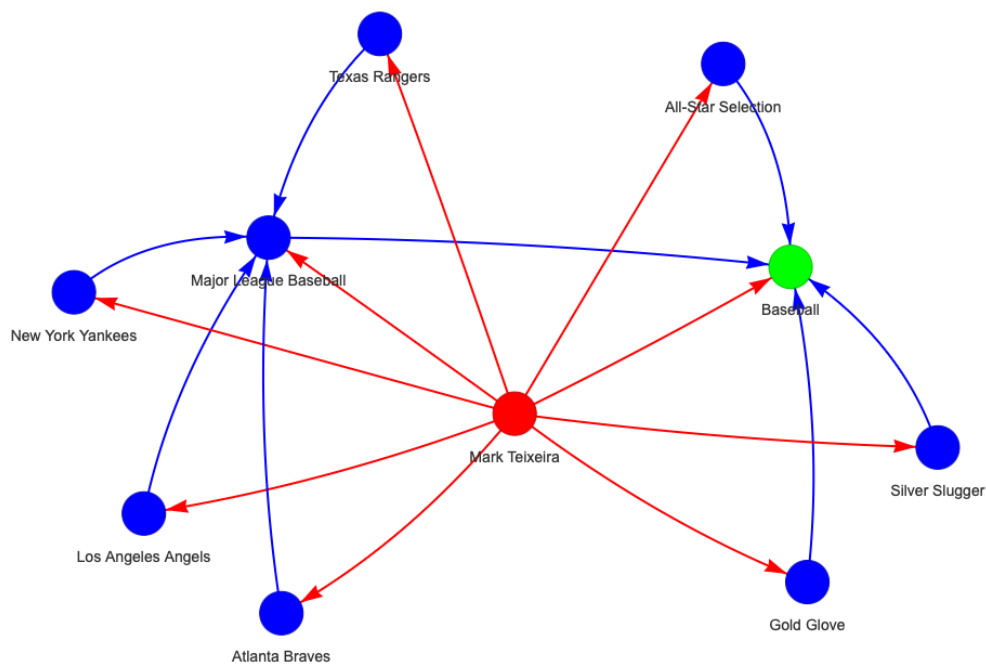 Texas Rangers
All-Star Selection
Major League Baseball
Baseball
New York Yankees
Mark Teixeira
Silver Slugger
Los Angeles Angels
Gold Glove
Atlanta Braves